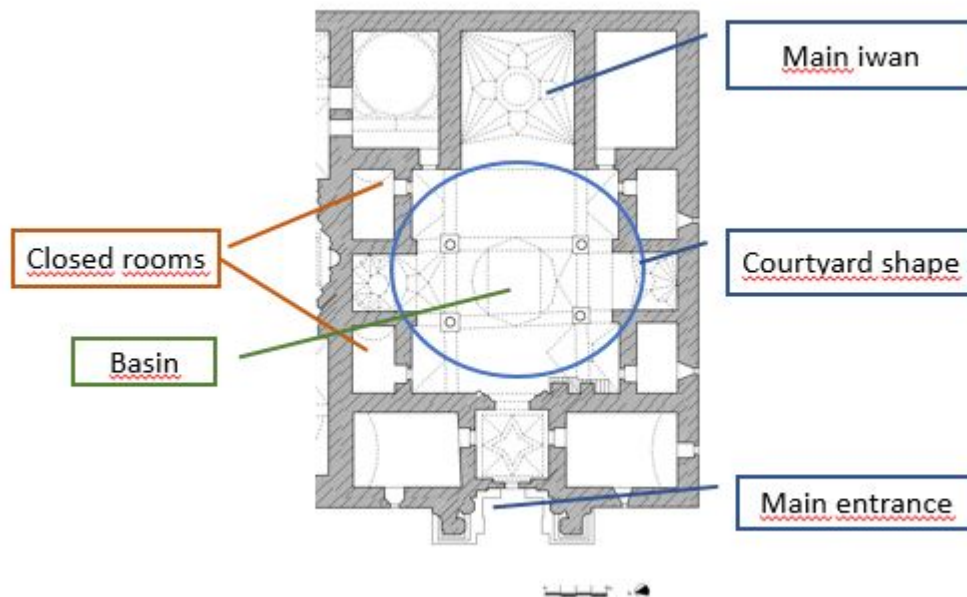 Main iwan
Closed rooms
Courtyard shape
Basin
Main entrance